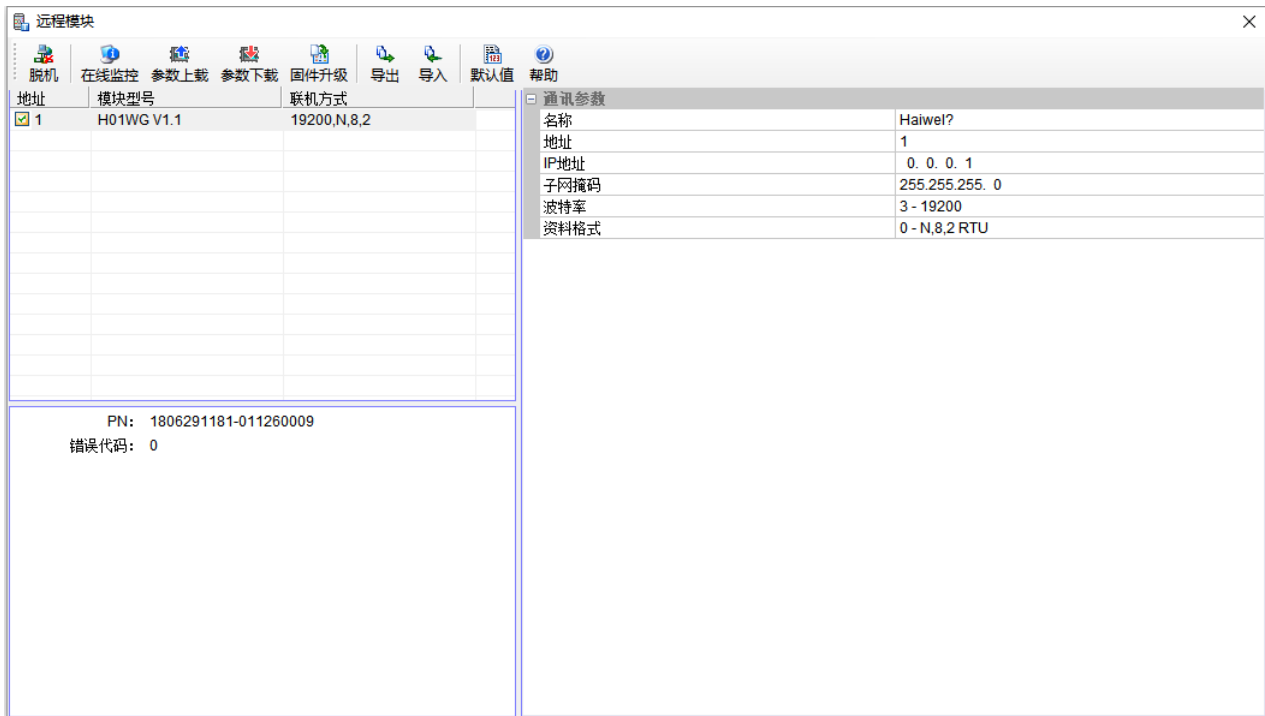 远程模块
脱机 在线监控 参数上载 参数下载 固件升级 导出 导入 默认值 帮助
地址 模块型号 联机方式
1 H01WG V1.1 19200,N,8,2
PN: 1806291181-011260009
错误代码: 0
通讯参数
名称 Haiwel?
地址 1
IP地址 0. 0. 0. 1
子网掩码 255.255.255. 0
波特率 3 - 19200
资料格式 0 - N,8,2 RTU